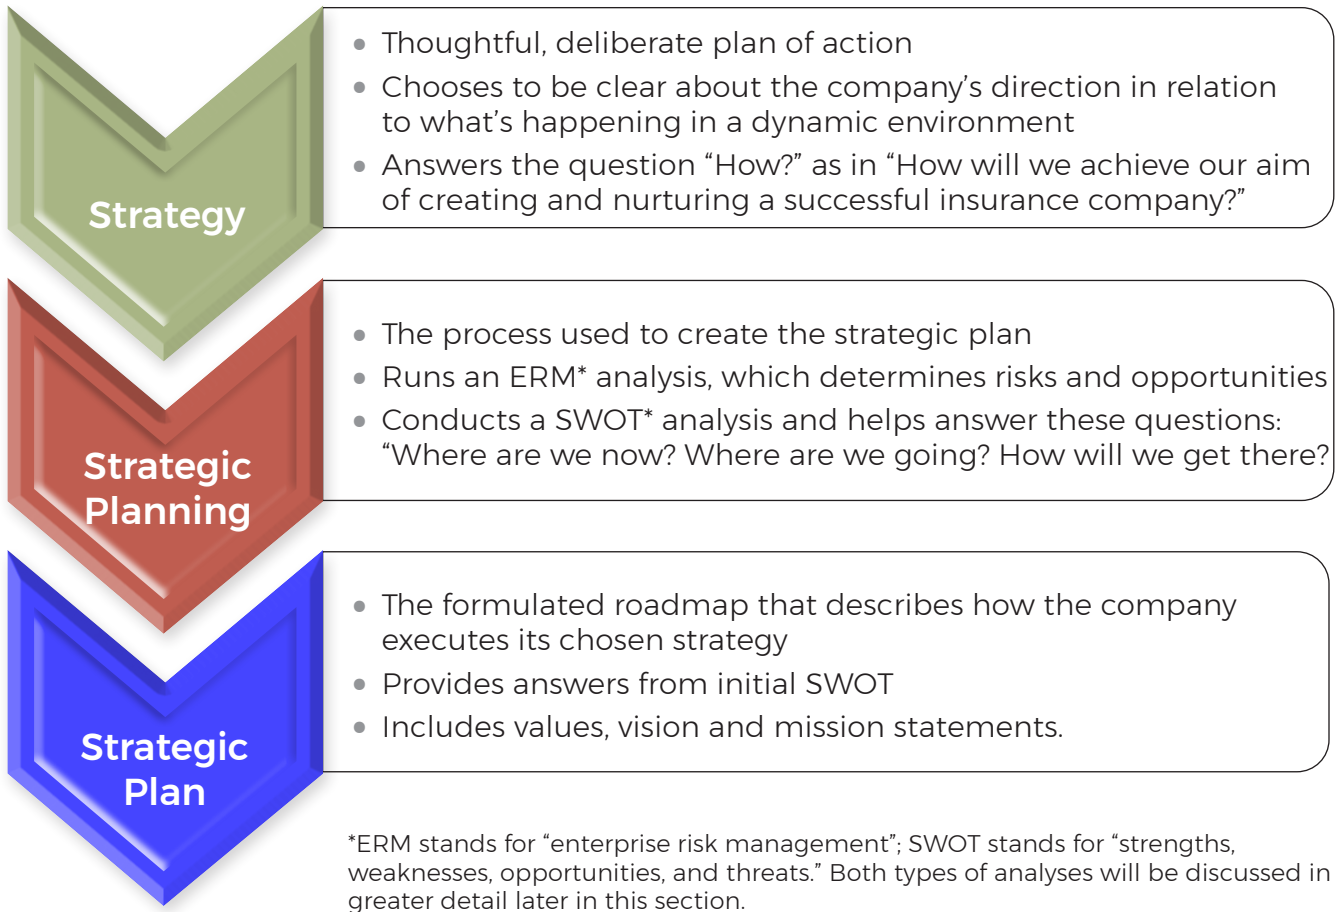 Strategy
• Thoughtful, deliberate plan of action
• Chooses to be clear about the company’s direction in relation
to what’s happening in a dynamic environment
• Answers the question “How?” as in “How will we achieve our aim
of creating and nurturing a successful insurance company?”
Strategic
Planning
• The process used to create the strategic plan
• Runs an ERM* analysis, which determines risks and opportunities
• Conducts a SWOT* analysis and helps answer these questions:
“Where are we now? Where are we going? How will we get there?
Strategic
Plan
• The formulated roadmap that describes how the company
executes its chosen strategy
• Provides answers from initial SWOT
• Includes values, vision and mission statements.
*ERM stands for “enterprise risk management”; SWOT stands for “strengths,
weaknesses, opportunities, and threats.” Both types of analyses will be discussed in
greater detail later in this section.